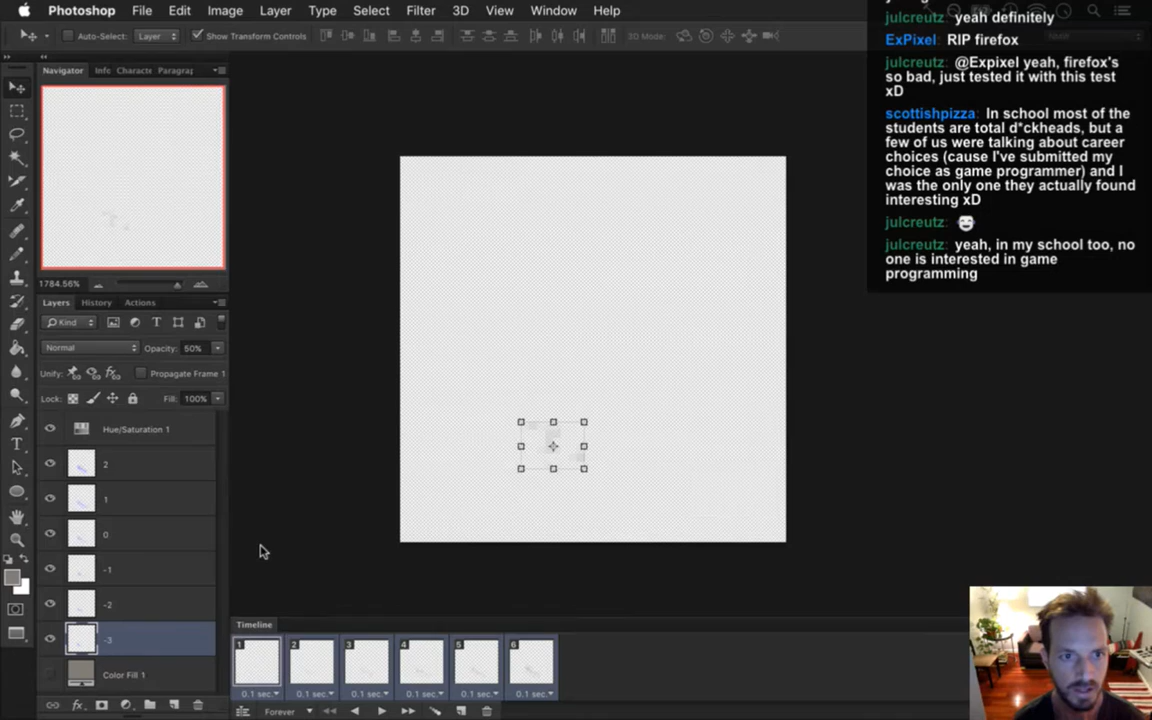 Photoshop File Edit Image Layer Type Select Filter 3D View Window Help
Auto-Select: Layer Show Transform Controls 3D Mode:
Navigator Info Characte Paragraj
1784.56%
Layers History Actions
Kind
Normal Opacity: 50%
Unify: Propagate Frame 1
Lock: Fill: 100%
Hue/Saturation 1
2
1
0
-1
-2
-3
Color Fill 1
Timeline
1 2 3 4 5 6
0.1 sec. 0.1 sec. 0.1 sec. 0.1 sec. 0.1 sec. 0.1 sec.
Forever
julcreutz: yeah definitely
ExPixel: RIP firefox
julcreutz: @Expixel yeah, firefox's
so bad, just tested it with this test
xD
scottishpizza: In school most of the
students are total d*ckheads, but a
few of us were talking about career
choices (cause I've submitted my
choice as game programmer) and I
was the only one they actually found
interesting xD
julcreutz:
julcreutz: yeah, in my school too, no
one is interested in game
programming